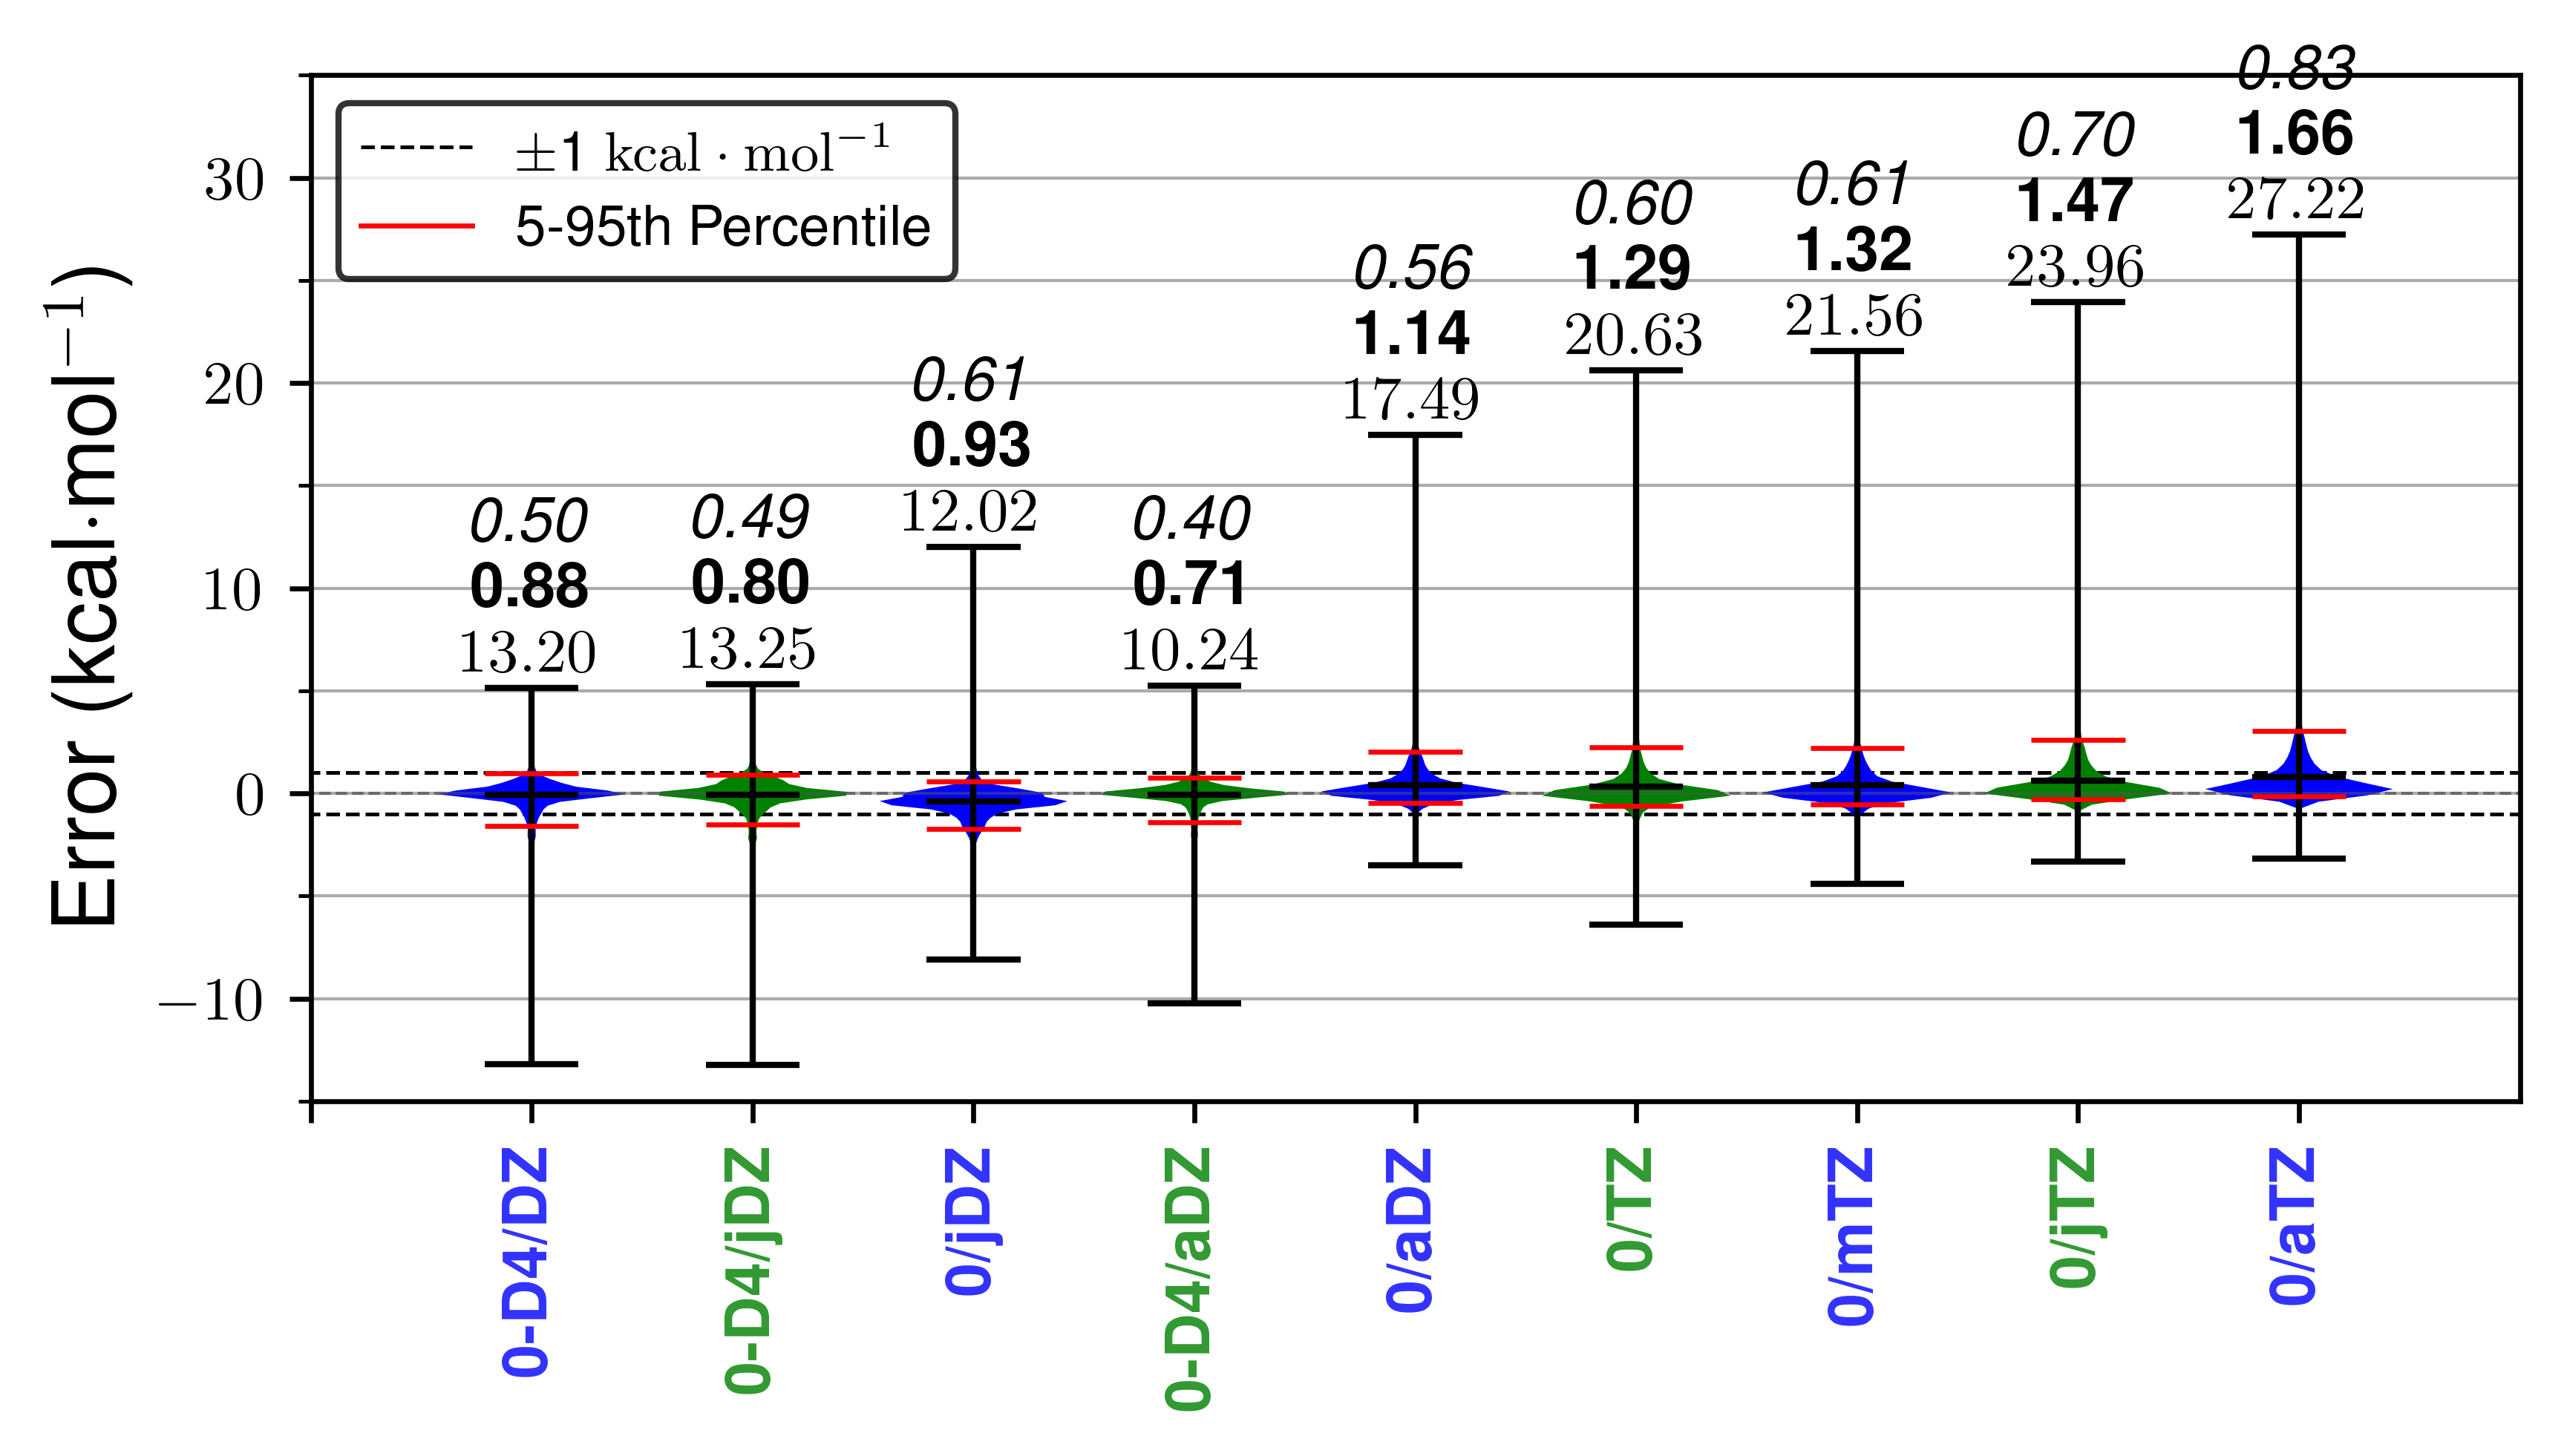 ±1 kcal · mol⁻¹
5-95th Percentile
Error (kcal·mol⁻¹)
30
20
10
0
−10
0.50
0.88
13.20
0.49
0.80
13.25
0.61
0.93
12.02
0.40
0.71
10.24
0.56
1.14
17.49
0.60
1.29
20.63
0.61
1.32
21.56
0.70
1.47
23.96
0.83
1.66
27.22
0-D4/DZ
0-D4/jDZ
0/jDZ
0-D4/aDZ
0/aDZ
0/TZ
0/mTZ
0/jTZ
0/aTZ